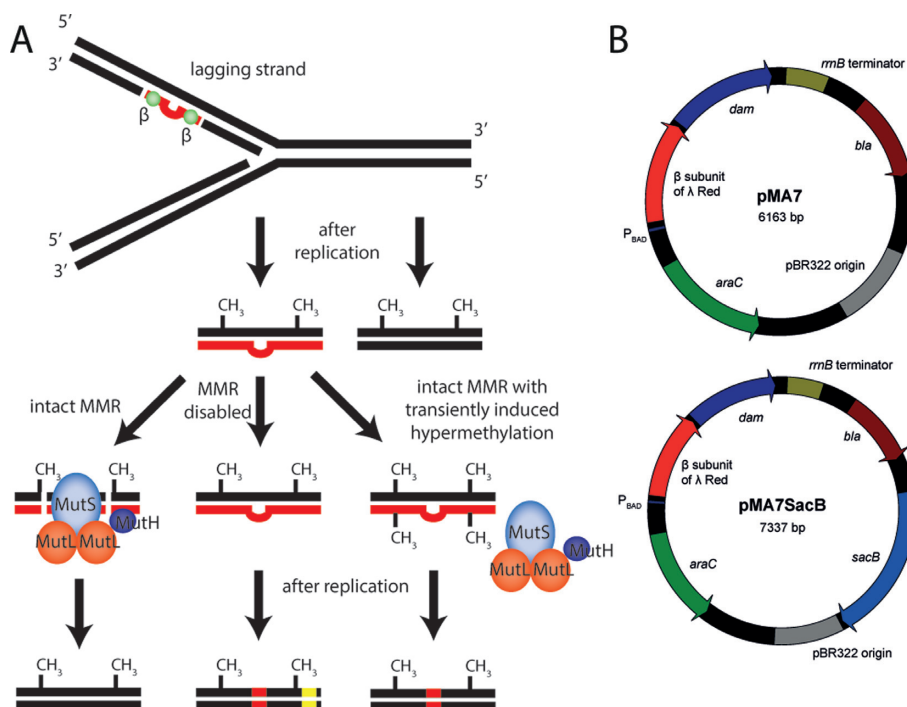 A
5′
3′
lagging strand
β
β
3′
5′
5′
3′
after
replication
CH3
CH3
CH3
CH3
intact MMR
MMR
disabled
intact MMR with
transiently induced
hypermethylation
CH3
CH3
CH3
CH3
CH3
CH3
MutS
MutL
MutL
MutH
CH3
CH3
MutS
MutL
MutL
MutH
after replication
CH3
CH3
CH3
CH3
CH3
CH3
B
rrnB terminator
dam
bla
β subunit
of λ Red
pMA7
6163 bp
PBAD
pBR322 origin
araC
rrnB terminator
dam
bla
β subunit
of λ Red
PBAD
pMA7SacB
7337 bp
sacB
araC
pBR322 origin